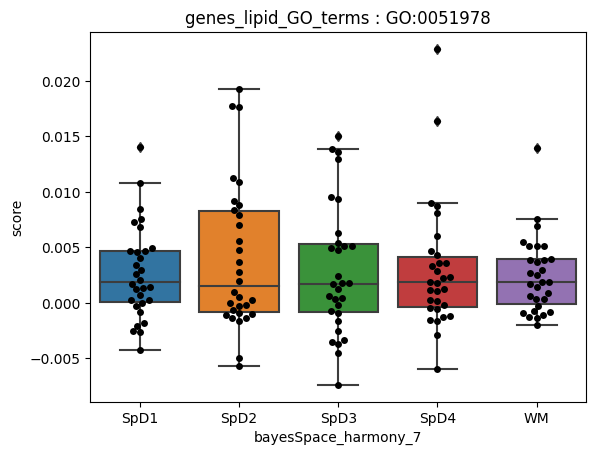 genes_lipid_GO_terms : GO:0051978
0.020
0.015
0.010
0.005
0.000
−0.005
score
SpD1 SpD2 SpD3 SpD4 WM
bayesSpace_harmony_7